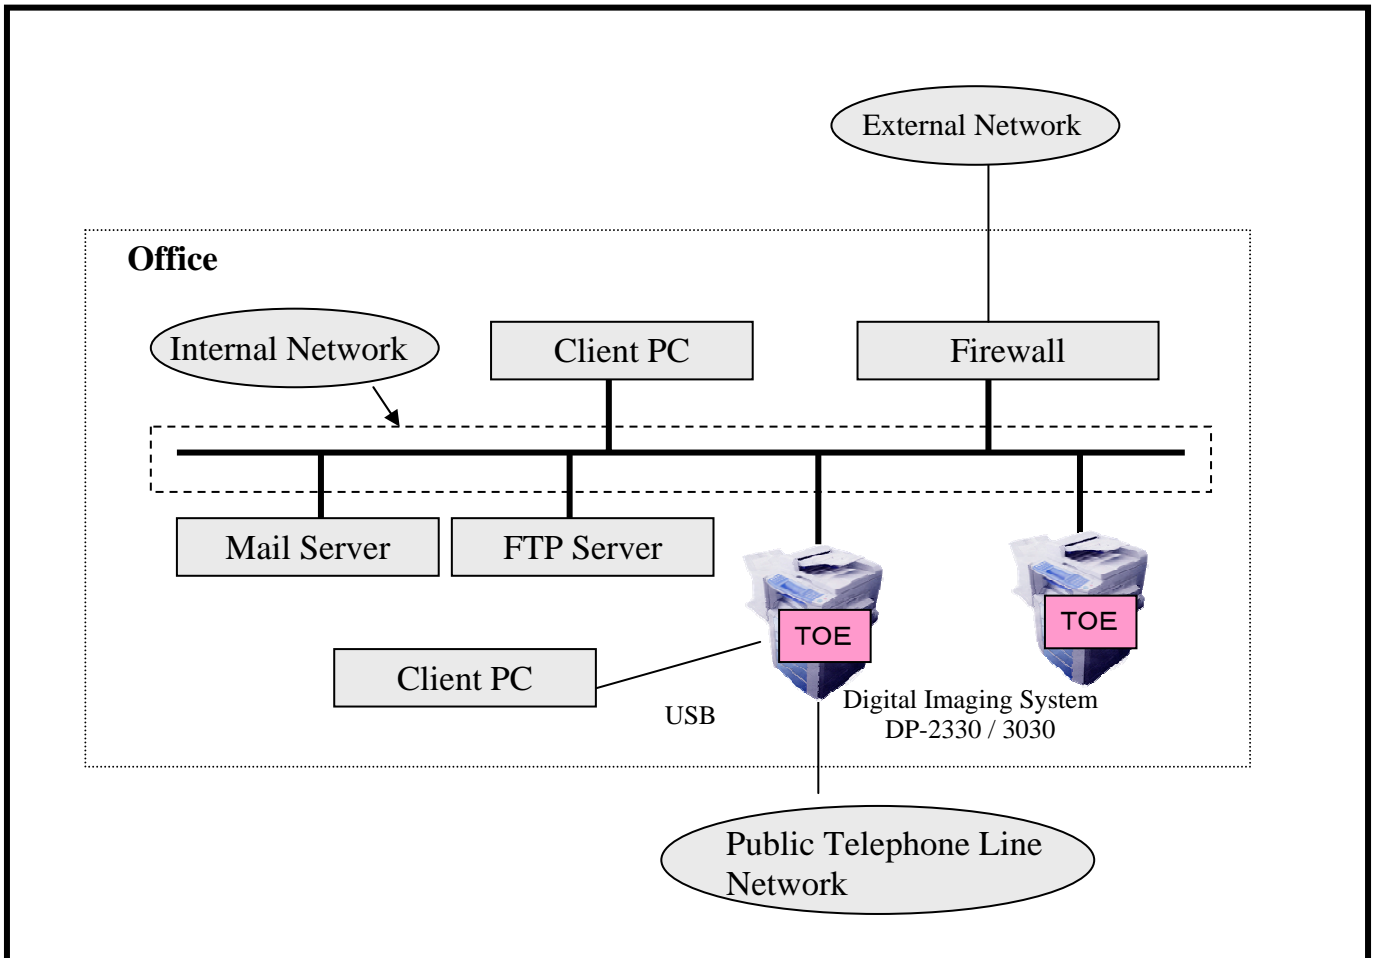 External Network
Office
Internal Network
Client PC
Firewall
Mail Server
FTP Server
TOE
TOE
Client PC
USB
Digital Imaging System
DP-2330 / 3030
Public Telephone Line
Network